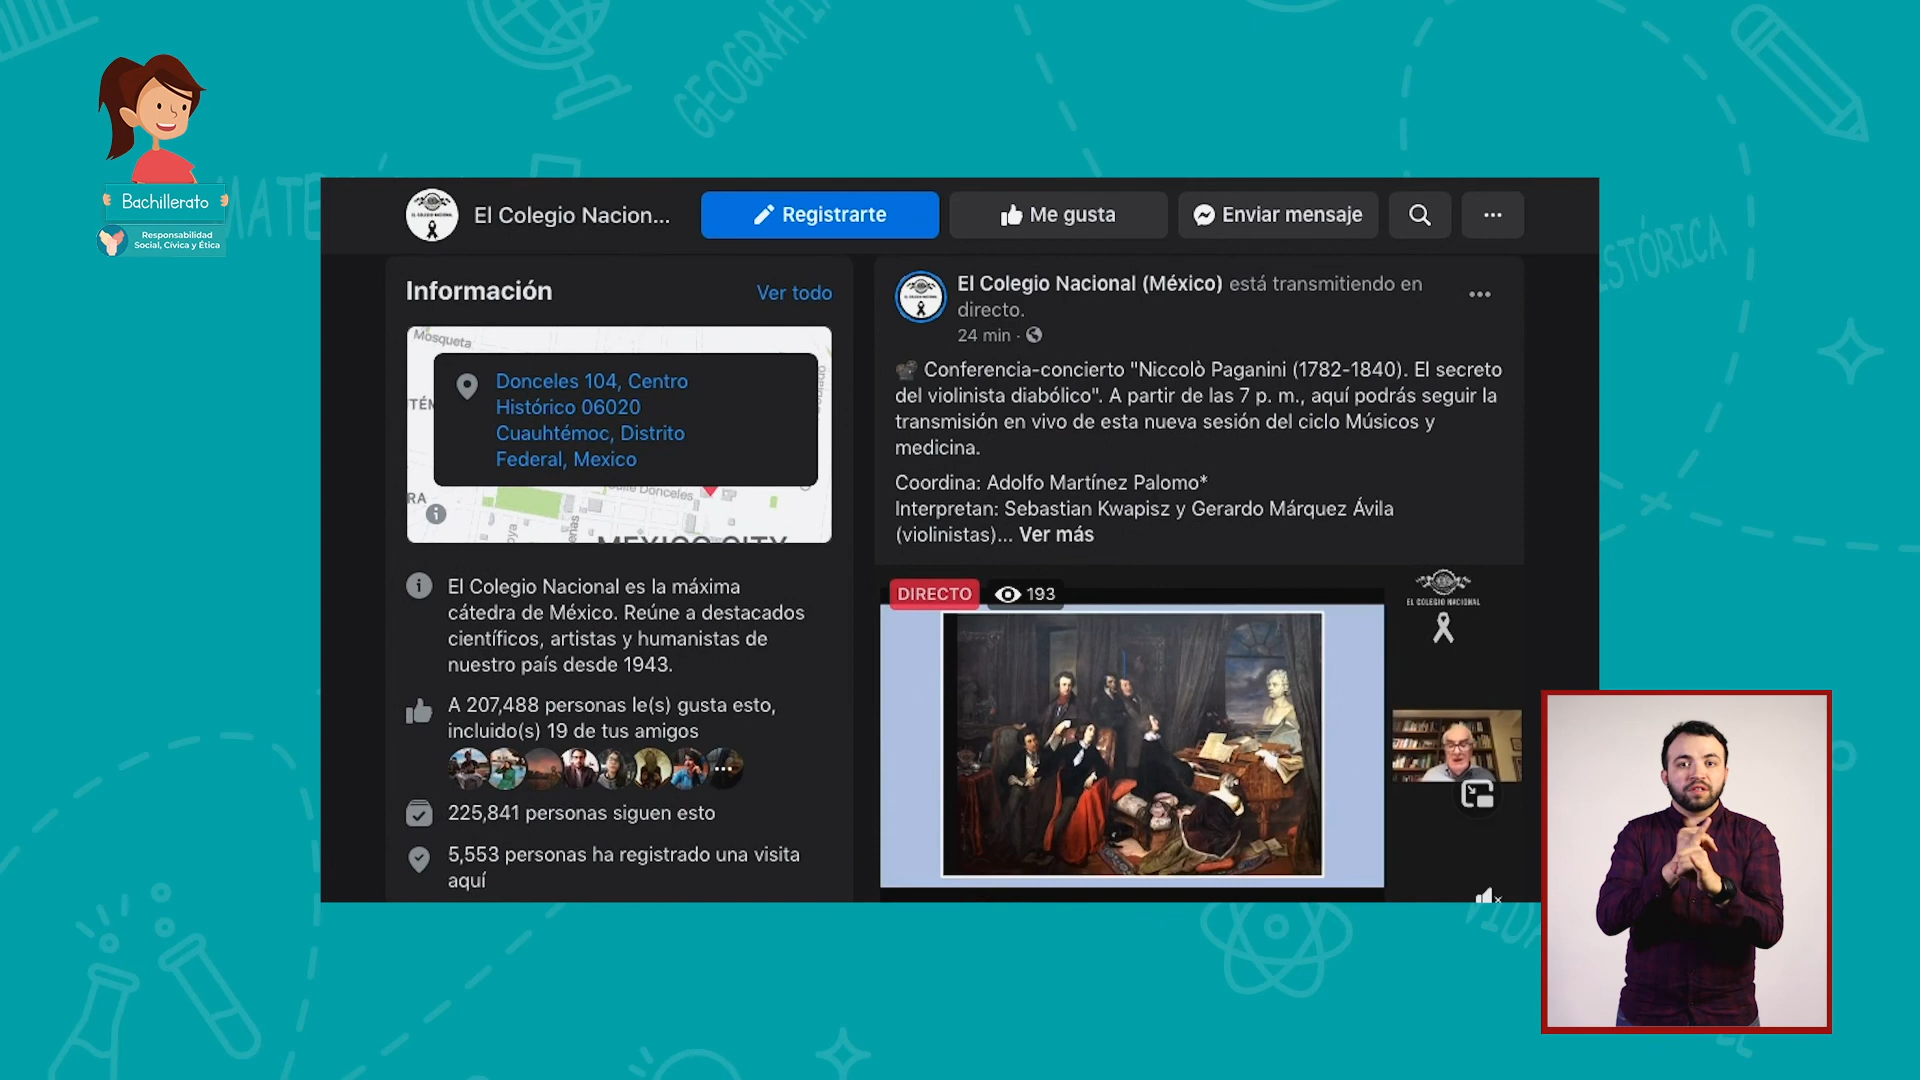 GEOGRAFÍA
MATE
STÓRICA
Bachillerato
Responsabilidad
Social, Cívica y Ética
El Colegio Nacion...
Registrarte
Me gusta
Enviar mensaje
Información
Ver todo
Mosqueta
Donceles 104, Centro
Histórico 06020
Cuauhtémoc, Distrito
Federal, Mexico
Donceles
MEXICO CITY
El Colegio Nacional es la máxima
cátedra de México. Reúne a destacados
científicos, artistas y humanistas de
nuestro país desde 1943.
A 207,488 personas le(s) gusta esto,
incluido(s) 19 de tus amigos
225,841 personas siguen esto
5,553 personas ha registrado una visita
aquí
El Colegio Nacional (México) está transmitiendo en
directo.
24 min ·
Conferencia-concierto "Niccolò Paganini (1782-1840). El secreto
del violinista diabólico". A partir de las 7 p. m., aquí podrás seguir la
transmisión en vivo de esta nueva sesión del ciclo Músicos y
medicina.
Coordina: Adolfo Martínez Palomo*
Interpretan: Sebastian Kwapisz y Gerardo Márquez Ávila
(violinistas)... Ver más
DIRECTO
193
EL COLEGIO NACIONAL